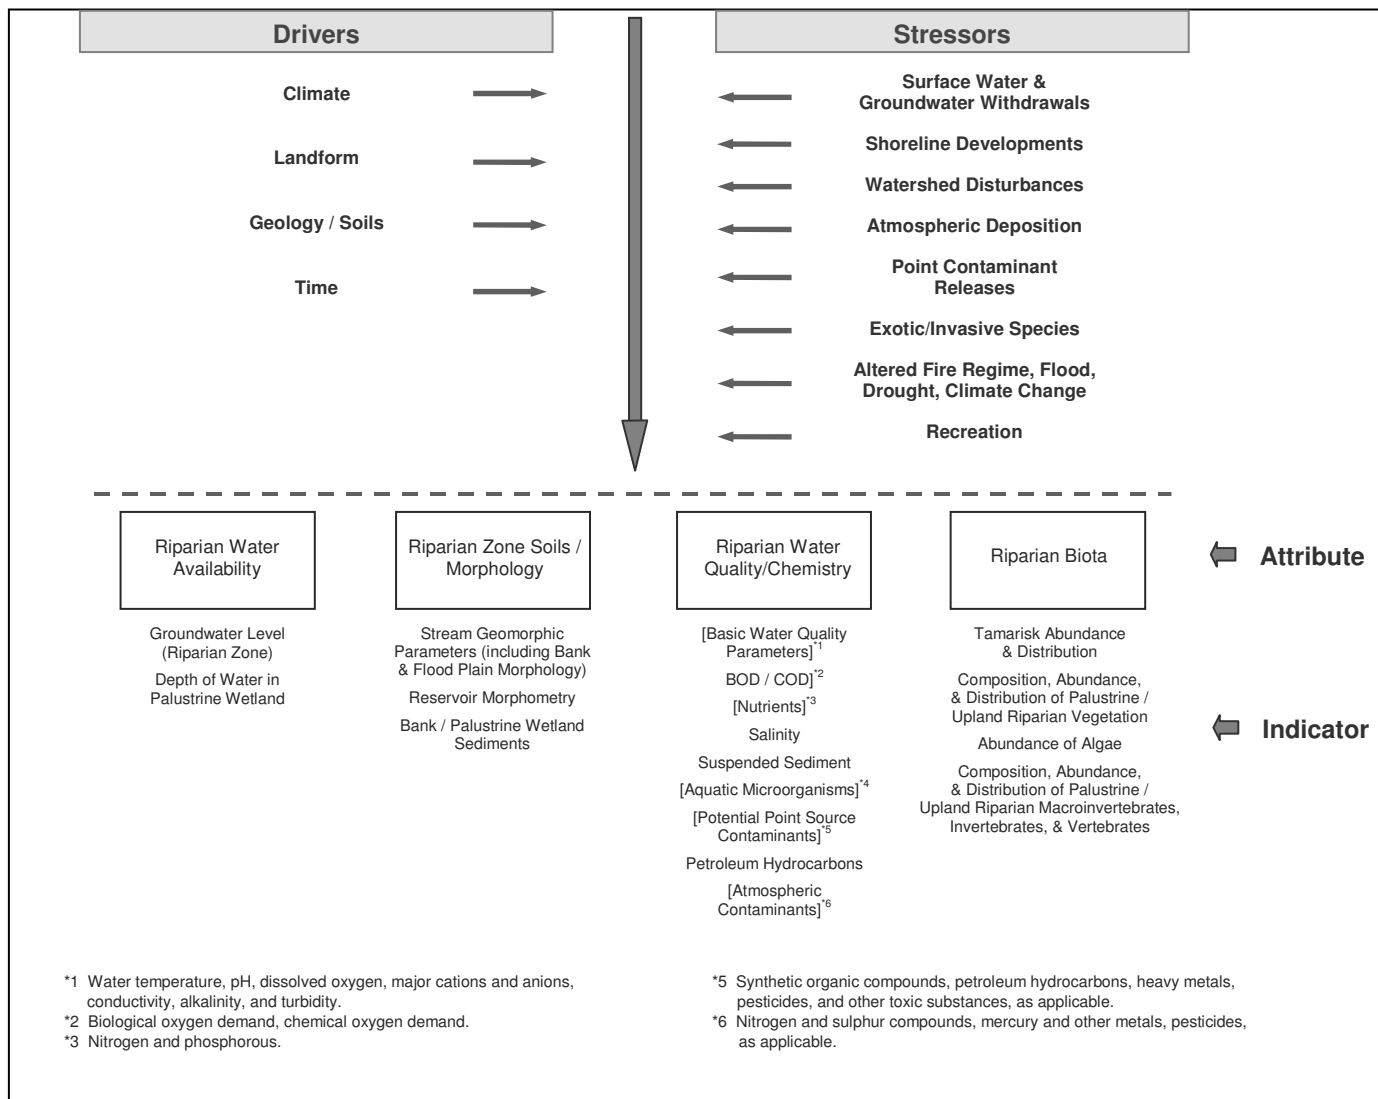 Drivers
Climate
Landform
Geology / Soils
Time
Stressors
Surface Water &
Groundwater Withdrawals
Shoreline Developments
Watershed Disturbances
Atmospheric Deposition
Point Contaminant
Releases
Exotic/Invasive Species
Altered Fire Regime, Flood,
Drought, Climate Change
Recreation
Riparian Water
Availability
Riparian Zone Soils /
Morphology
Riparian Water
Quality/Chemistry
Riparian Biota
Attribute
Groundwater Level
(Riparian Zone)
Depth of Water in
Palustrine Wetland
Stream Geomorphic
Parameters (including Bank
& Flood Plain Morphology)
Reservoir Morphometry
Bank / Palustrine Wetland
Sediments
[Basic Water Quality
Parameters]*1
BOD / COD]*2
[Nutrients]*3
Salinity
Suspended Sediment
[Aquatic Microorganisms]*4
[Potential Point Source
Contaminants]*5
Petroleum Hydrocarbons
[Atmospheric
Contaminants]*6
Tamarisk Abundance
& Distribution
Composition, Abundance,
& Distribution of Palustrine /
Upland Riparian Vegetation
Abundance of Algae
Composition, Abundance,
& Distribution of Palustrine /
Upland Riparian Macroinvertebrates,
Invertebrates, & Vertebrates
Indicator
*1 Water temperature, pH, dissolved oxygen, major cations and anions,
conductivity, alkalinity, and turbidity.
*2 Biological oxygen demand, chemical oxygen demand.
*3 Nitrogen and phosphorous.
*5 Synthetic organic compounds, petroleum hydrocarbons, heavy metals,
pesticides, and other toxic substances, as applicable.
*6 Nitrogen and sulphur compounds, mercury and other metals, pesticides,
as applicable.